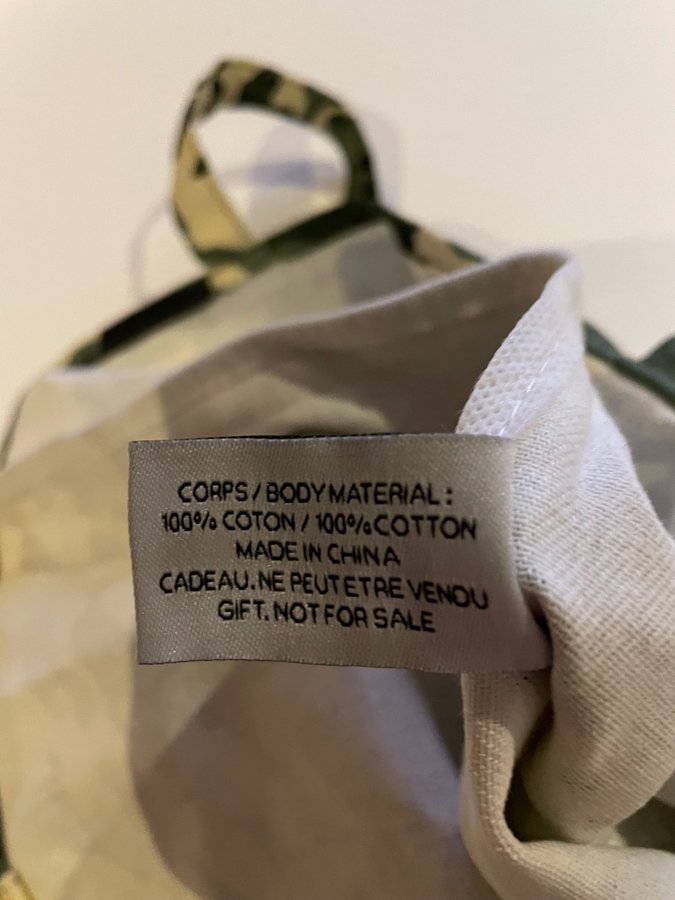 CORPS / BODY MATERIAL :
100% COTON / 100% COTTON
MADE IN CHINA
CADEAU. NE PEUT ETRE VENDU
GIFT. NOT FOR SALE